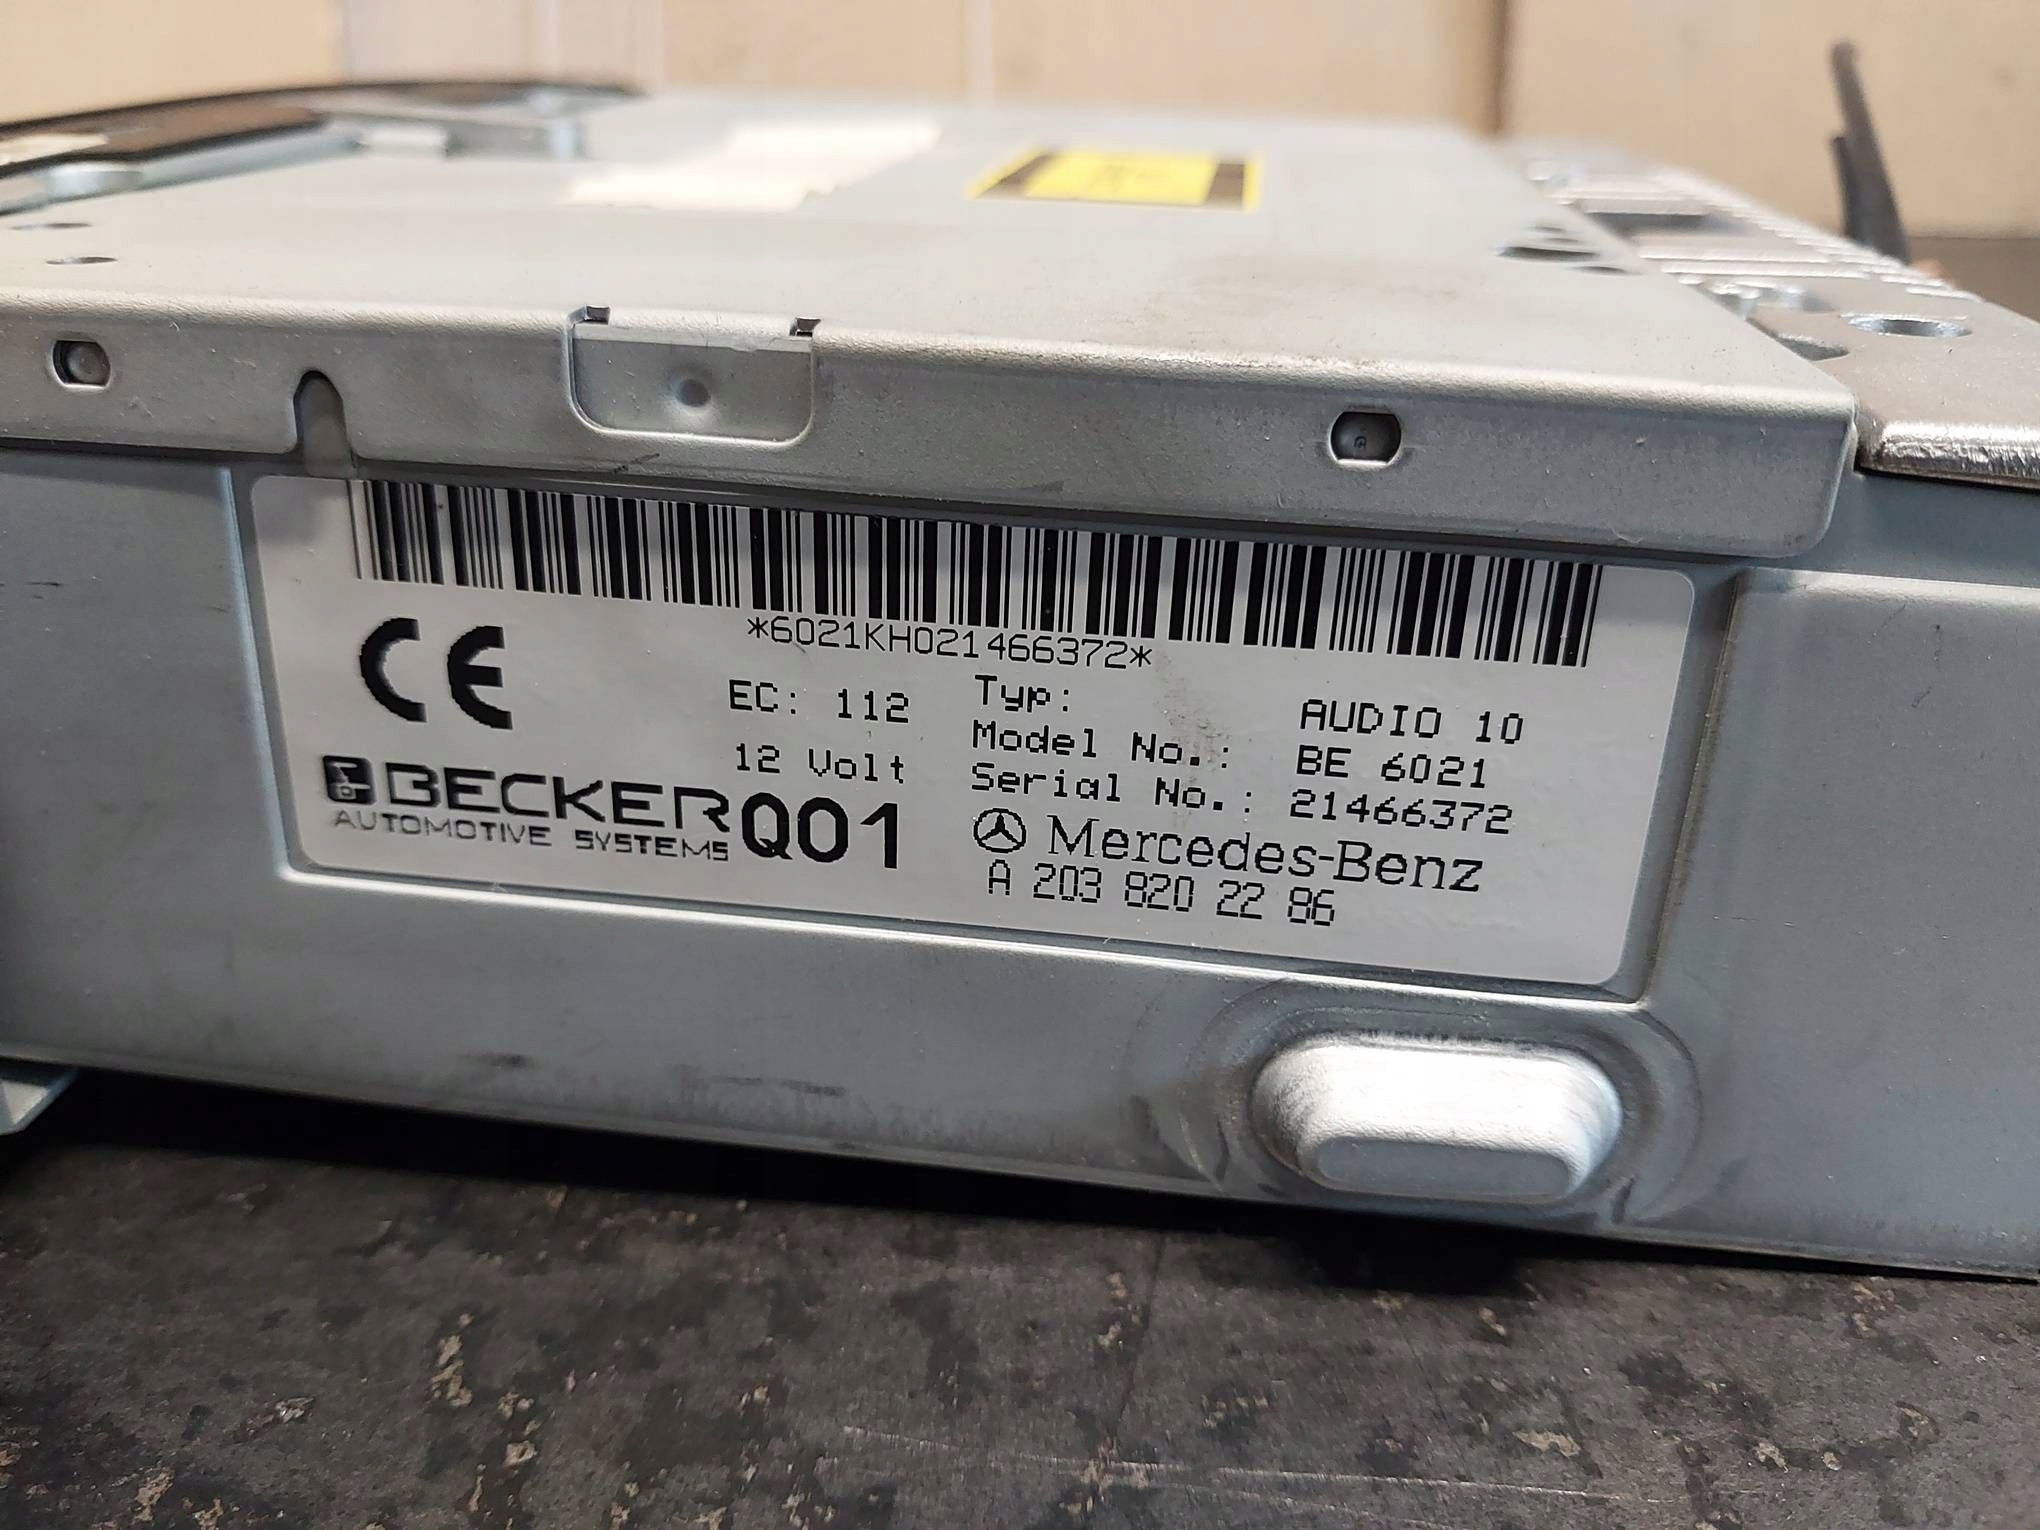 *6021KH021466372*
CE
EC: 112
12 Volt
BECKER
AUTOMOTIVE SYSTEMS
Q01
Typ: AUDIO 10
Model No.: BE 6021
Serial No.: 21466372
Mercedes-Benz
A 203 820 22 86